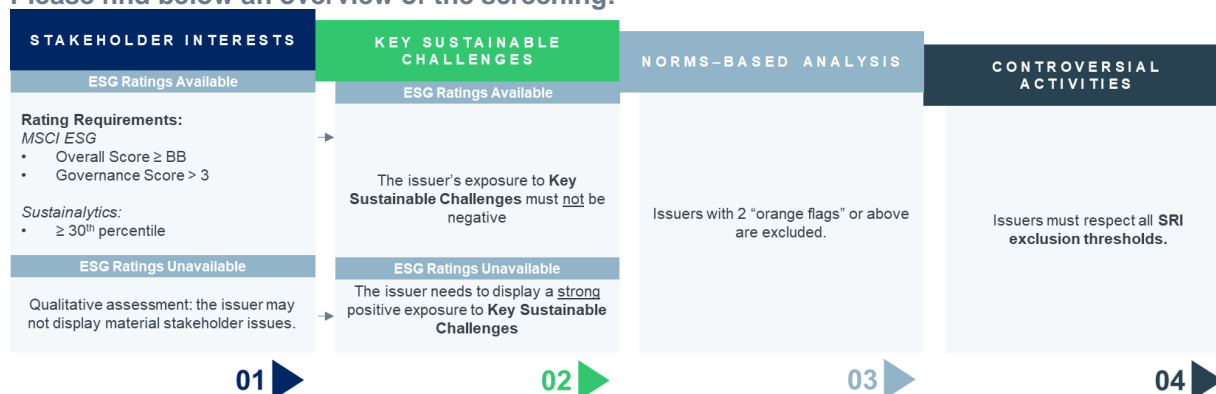 Please find below an overview of the screening:
STAKEHOLDER INTERESTS
ESG Ratings Available
Rating Requirements:
MSCI ESG
• Overall Score ≥ BB
• Governance Score > 3
Sustainalytics:
• ≥ 30th percentile
ESG Ratings Unavailable
Qualitative assessment: the issuer may
not display material stakeholder issues.
01
KEY SUSTAINABLE
CHALLENGES
ESG Ratings Available
The issuer's exposure to Key
Sustainable Challenges must not be
negative
ESG Ratings Unavailable
The issuer needs to display a strong
positive exposure to Key Sustainable
Challenges
02
NORMS–BASED ANALYSIS
Issuers with 2 “orange flags” or above
are excluded.
03
CONTROVERSIAL
ACTIVITIES
Issuers must respect all SRI
exclusion thresholds.
04